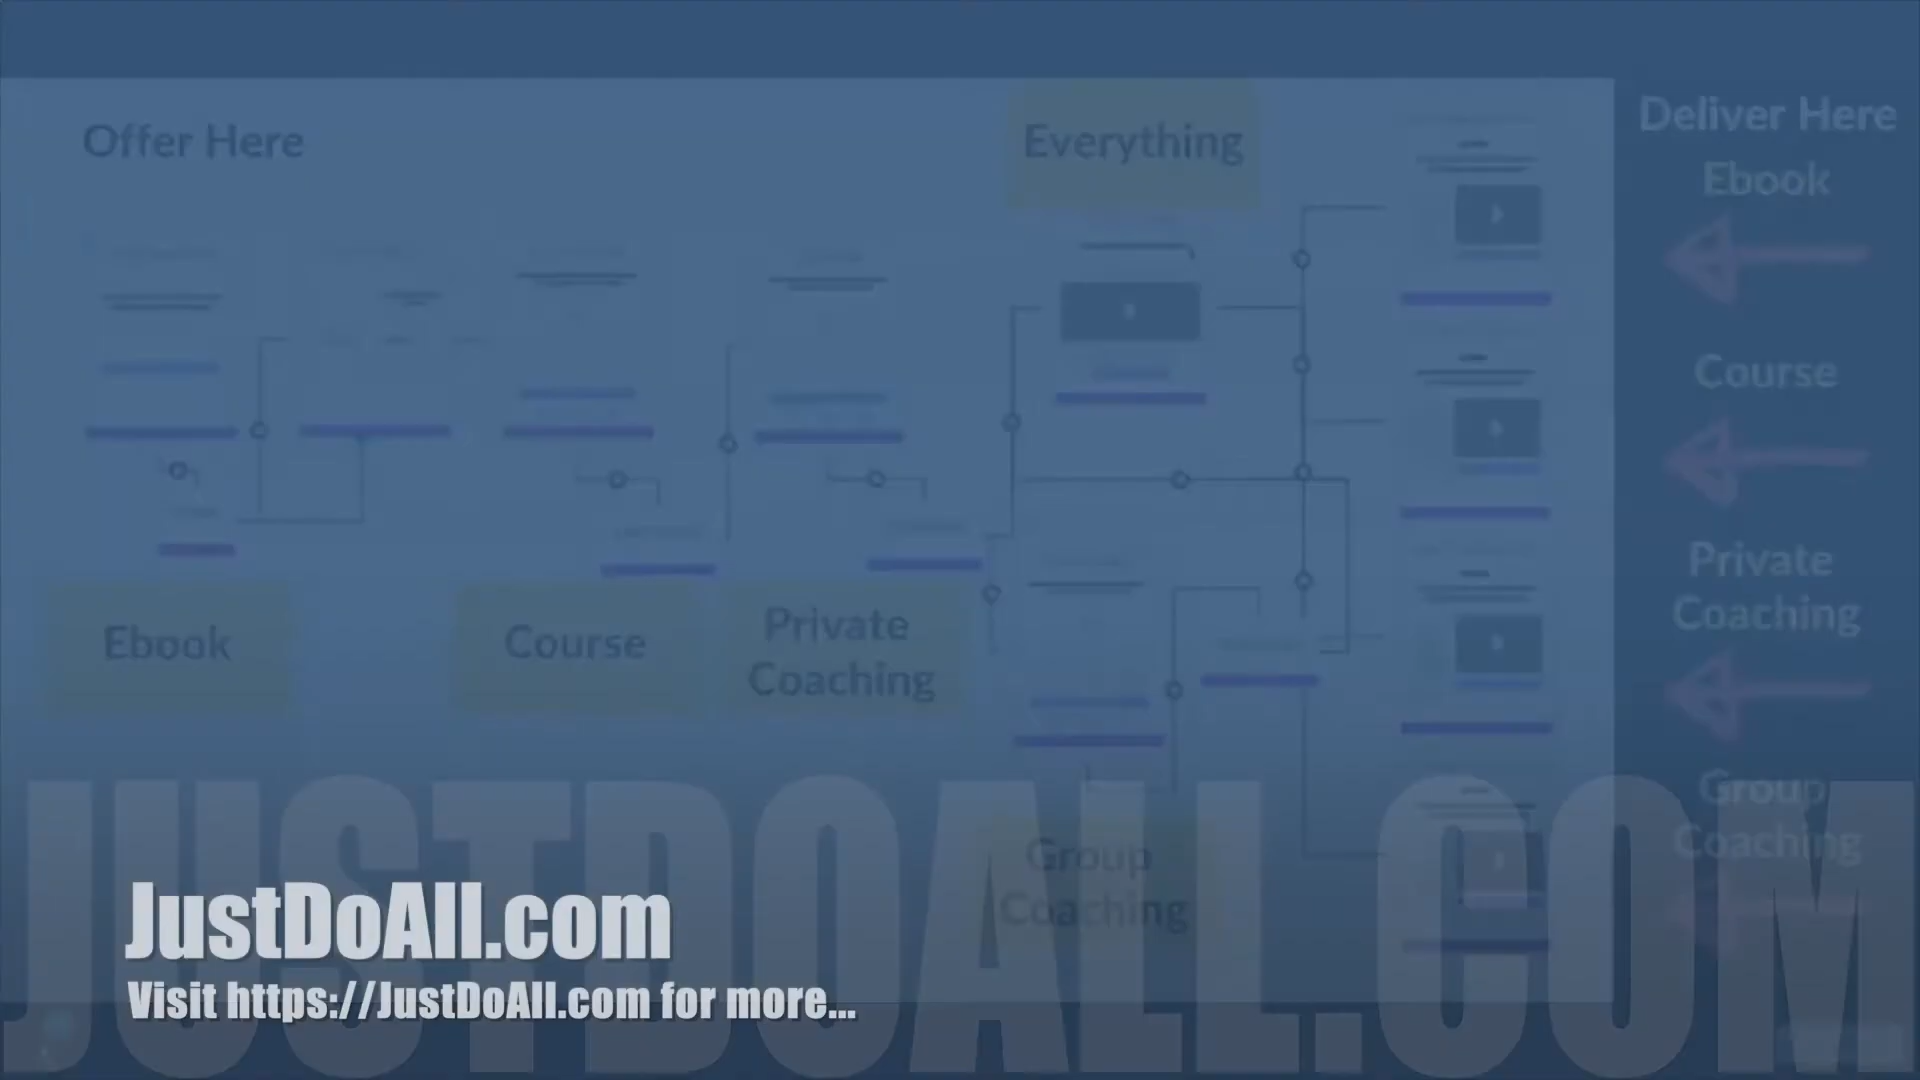 Offer Here
Everything
Deliver Here
Ebook
Course
Private
Coaching
Group
Coaching
Ebook
Course
Private
Coaching
Group
Coaching
JUSTDOALL.COM
JustDoAll.com
Visit https://JustDoAll.com for more...